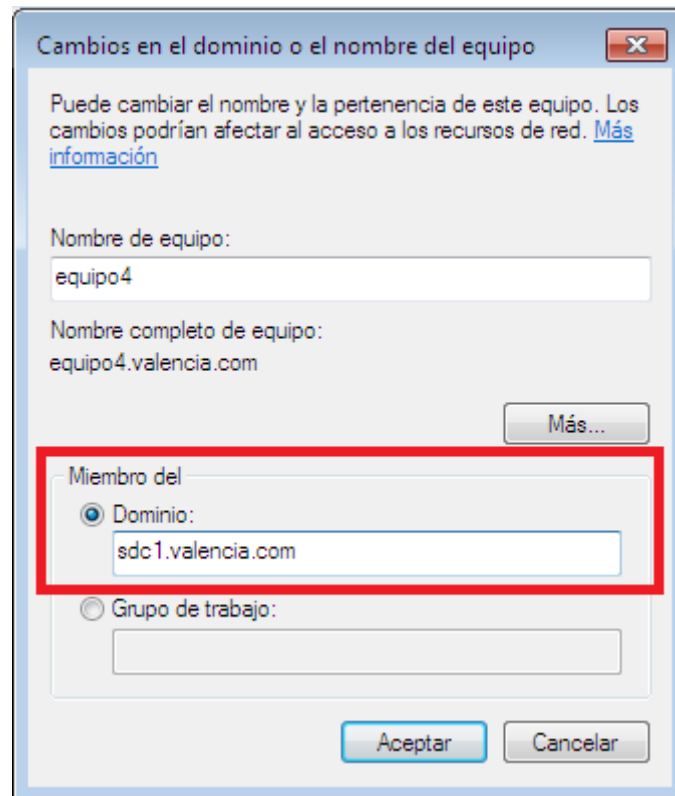 Cambios en el dominio o el nombre del equipo
Puede cambiar el nombre y la pertenencia de este equipo. Los
cambios podrían afectar al acceso a los recursos de red. Más
información
Nombre de equipo:
equipo4
Nombre completo de equipo:
equipo4.valencia.com
Más...
Miembro del
Dominio:
sdc1.valencia.com
Grupo de trabajo:
Aceptar
Cancelar